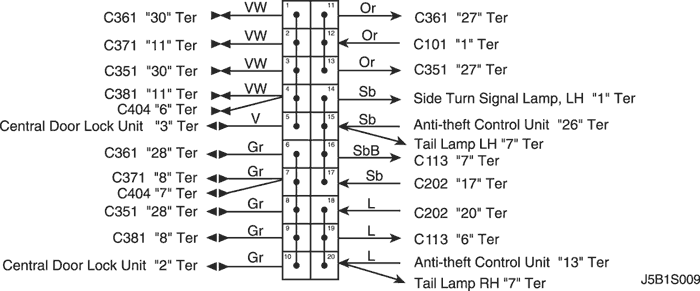 C361 "30" Ter VW 1 11 Or C361 "27" Ter
C371 "11" Ter VW 2 12 Or C101 "1" Ter
C351 "30" Ter VW 3 13 Or C351 "27" Ter
C381 "11" Ter VW 4 14 Sb Side Turn Signal Lamp, LH "1" Ter
C404 "6" Ter
Central Door Lock Unit "3" Ter V 5 15 Sb Anti-theft Control Unit "26" Ter
Tail Lamp LH "7" Ter
C361 "28" Ter Gr 6 16 SbB C113 "7" Ter
C371 "8" Ter Gr 7 17 Sb C202 "17" Ter
C404 "7" Ter
C351 "28" Ter Gr 8 18 L C202 "20" Ter
C381 "8" Ter Gr 9 19 L C113 "6" Ter
Central Door Lock Unit "2" Ter Gr 10 20 L Anti-theft Control Unit "13" Ter
Tail Lamp RH "7" Ter
J5B1S009